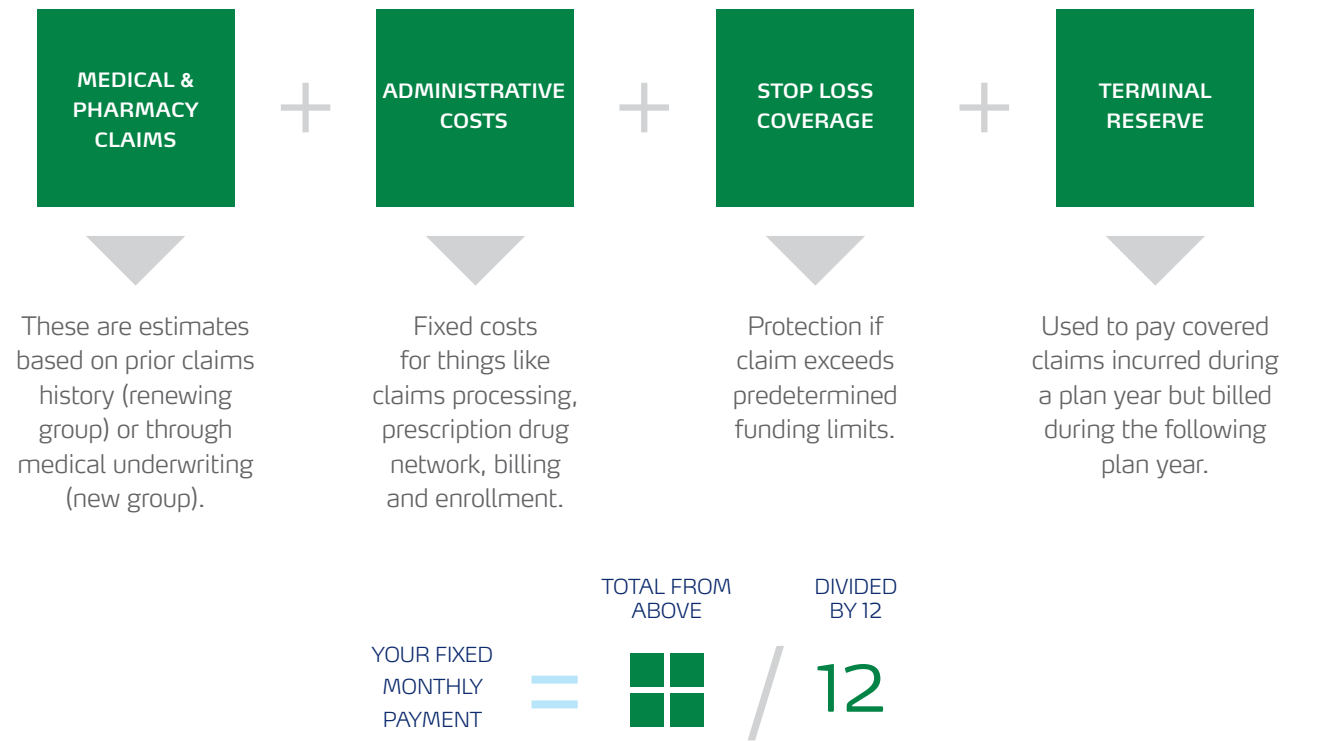 MEDICAL &
PHARMACY
CLAIMS
+
ADMINISTRATIVE
COSTS
+
STOP LOSS
COVERAGE
+
TERMINAL
RESERVE
These are estimates
based on prior claims
history (renewing
group) or through
medical underwriting
(new group).
Fixed costs
for things like
claims processing,
prescription drug
network, billing
and enrollment.
Protection if
claim exceeds
predetermined
funding limits.
Used to pay covered
claims incurred during
a plan year but billed
during the following
plan year.
YOUR FIXED
MONTHLY
PAYMENT
=
TOTAL FROM
ABOVE
/
DIVIDED
BY 12
12